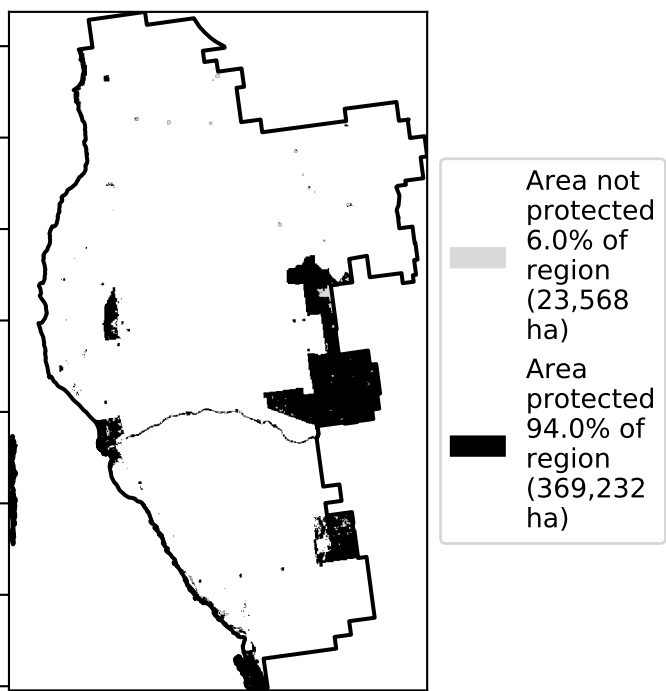 Area not
protected
6.0% of
region
(23,568
ha)
Area
protected
94.0% of
region
(369,232
ha)